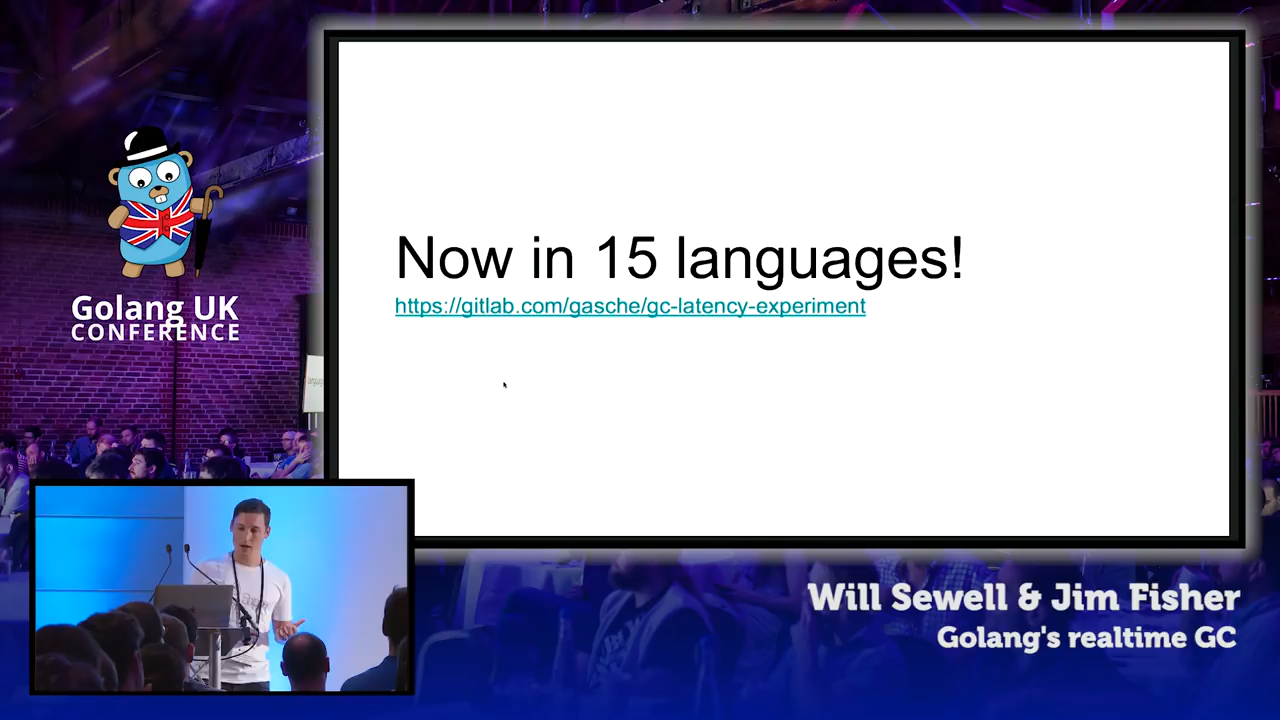 Golang UK
CONFERENCE
Now in 15 languages!
https://gitlab.com/gasche/gc-latency-experiment
Will Sewell & Jim Fisher
Golang's realtime GC